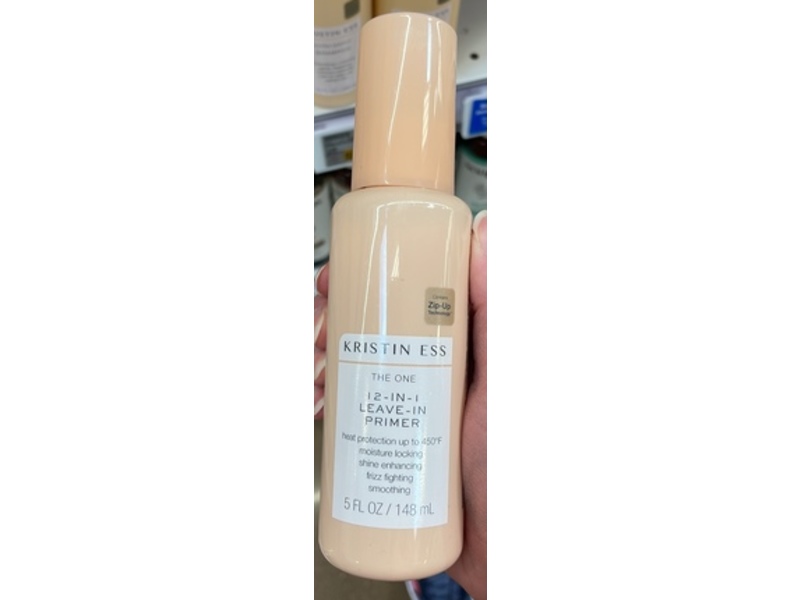 Zip-Up
Technology
KRISTIN ESS
THE ONE
12-IN-1
LEAVE-IN
PRIMER
heat protection up to 450°F
moisture locking
shine enhancing
frizz fighting
smoothing
5 FL OZ / 148 mL